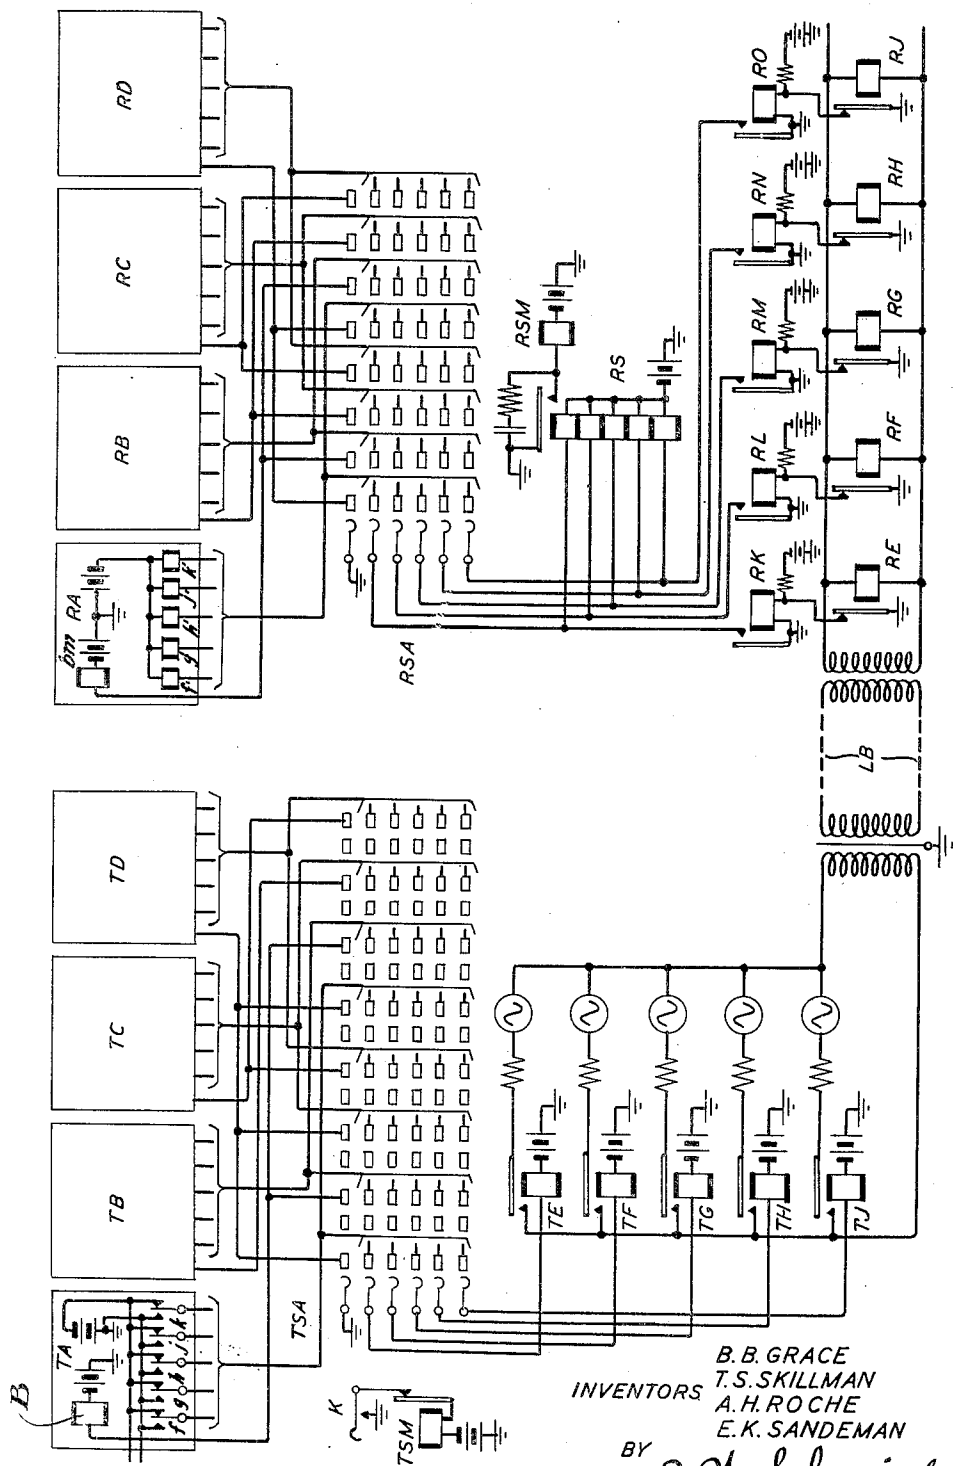 RD
RC
RB
RA
bm
f' g' h' j' k'
RSA
RSM
RS
RO
RN
RM
RL
RK
RJ
RH
RG
RF
RE
LB
TD
TC
TB
TA
B
f g h j k
TSA
TE
TF
TG
TH
TJ
K
TSM
INVENTORS
B.B. GRACE
T.S. SKILLMAN
A.H. ROCHE
E.K. SANDEMAN
BY